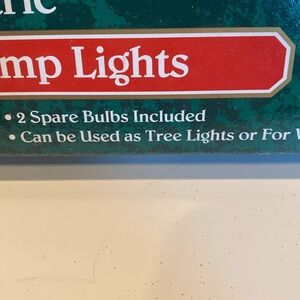 mp Lights
• 2 Spare Bulbs Included
• Can be Used as Tree Lights or For